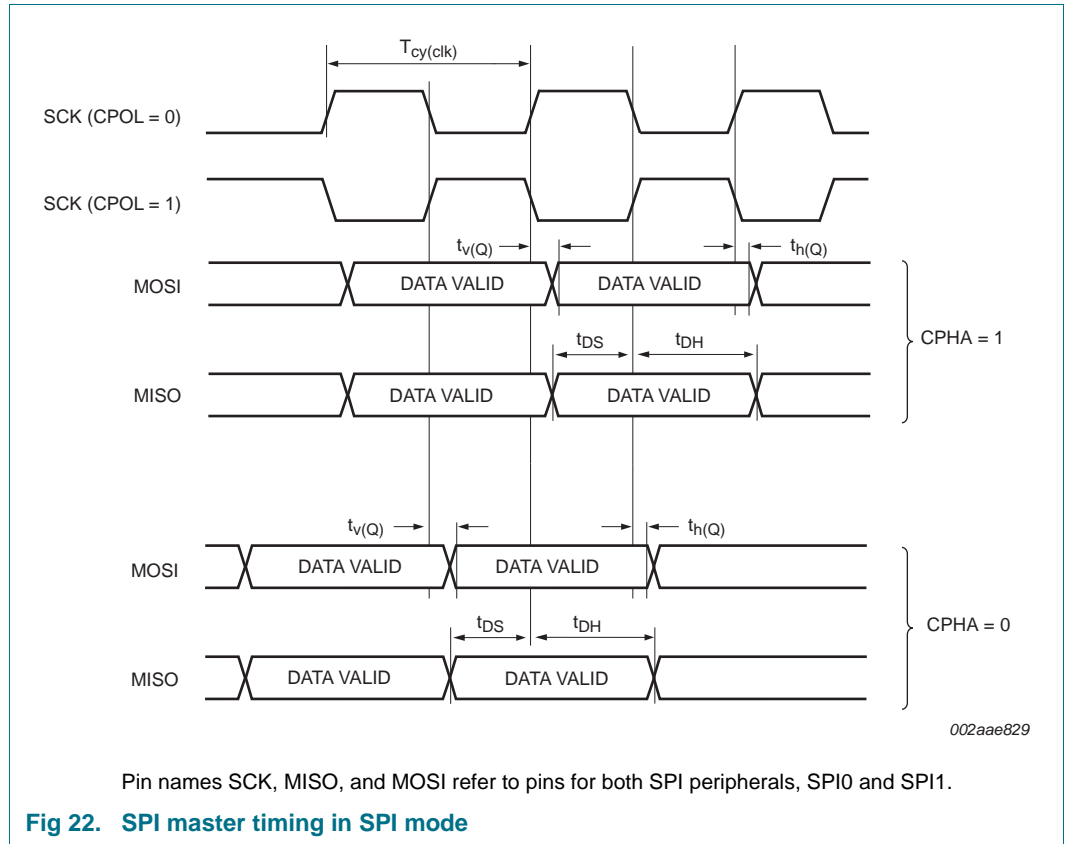 Tcy(clk)
SCK (CPOL = 0)
SCK (CPOL = 1)
tv(Q)
th(Q)
MOSI
DATA VALID
DATA VALID
CPHA = 1
tDS
tDH
MISO
DATA VALID
DATA VALID
tv(Q)
th(Q)
MOSI
DATA VALID
DATA VALID
CPHA = 0
tDS
tDH
MISO
DATA VALID
DATA VALID
002aae829
Pin names SCK, MISO, and MOSI refer to pins for both SPI peripherals, SPI0 and SPI1.
Fig 22. SPI master timing in SPI mode